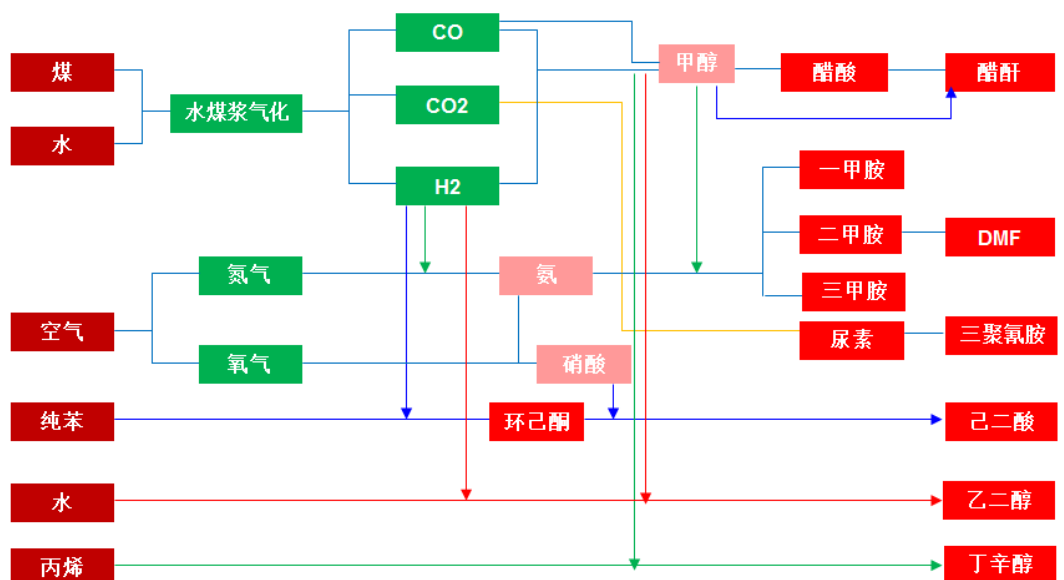 煤
水
水煤浆气化
CO
CO2
H2
甲醇
醋酸
醋酐
一甲胺
二甲胺
DMF
三甲胺
空气
氮气
氧气
氨
硝酸
尿素
三聚氰胺
纯苯
环己酮
己二酸
水
乙二醇
丙烯
丁辛醇